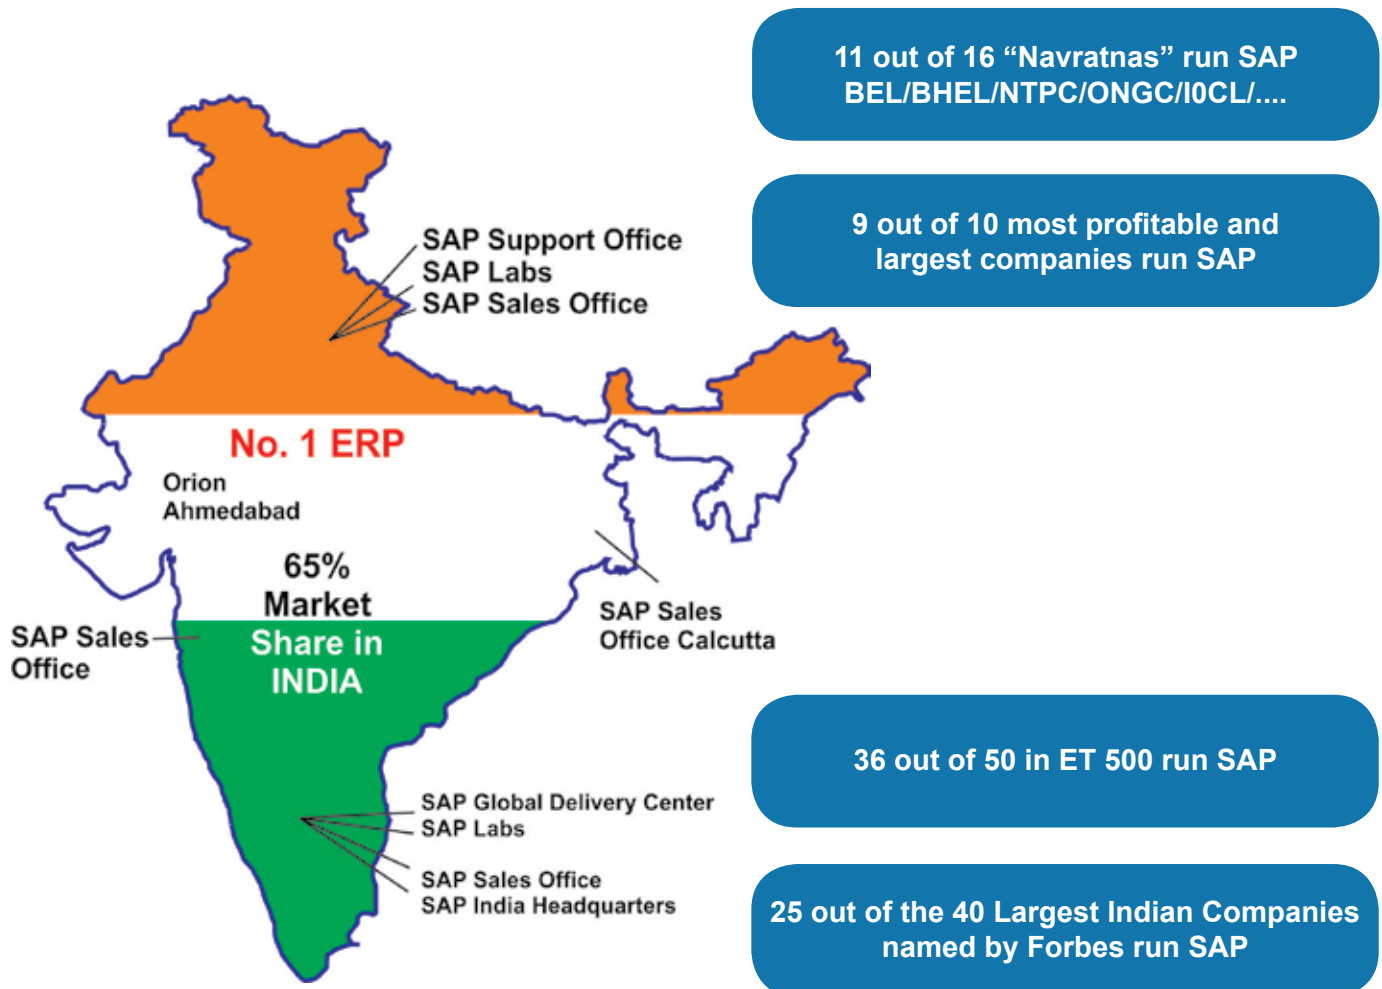 11 out of 16 “Navratnas” run SAP
BEL/BHEL/NTPC/ONGC/I0CL/....
9 out of 10 most profitable and
largest companies run SAP
SAP Support Office
SAP Labs
SAP Sales Office
No. 1 ERP
Orion
Ahmedabad
65%
Market
Share in
INDIA
SAP Sales
Office
SAP Sales
Office Calcutta
36 out of 50 in ET 500 run SAP
SAP Global Delivery Center
SAP Labs
SAP Sales Office
SAP India Headquarters
25 out of the 40 Largest Indian Companies
named by Forbes run SAP